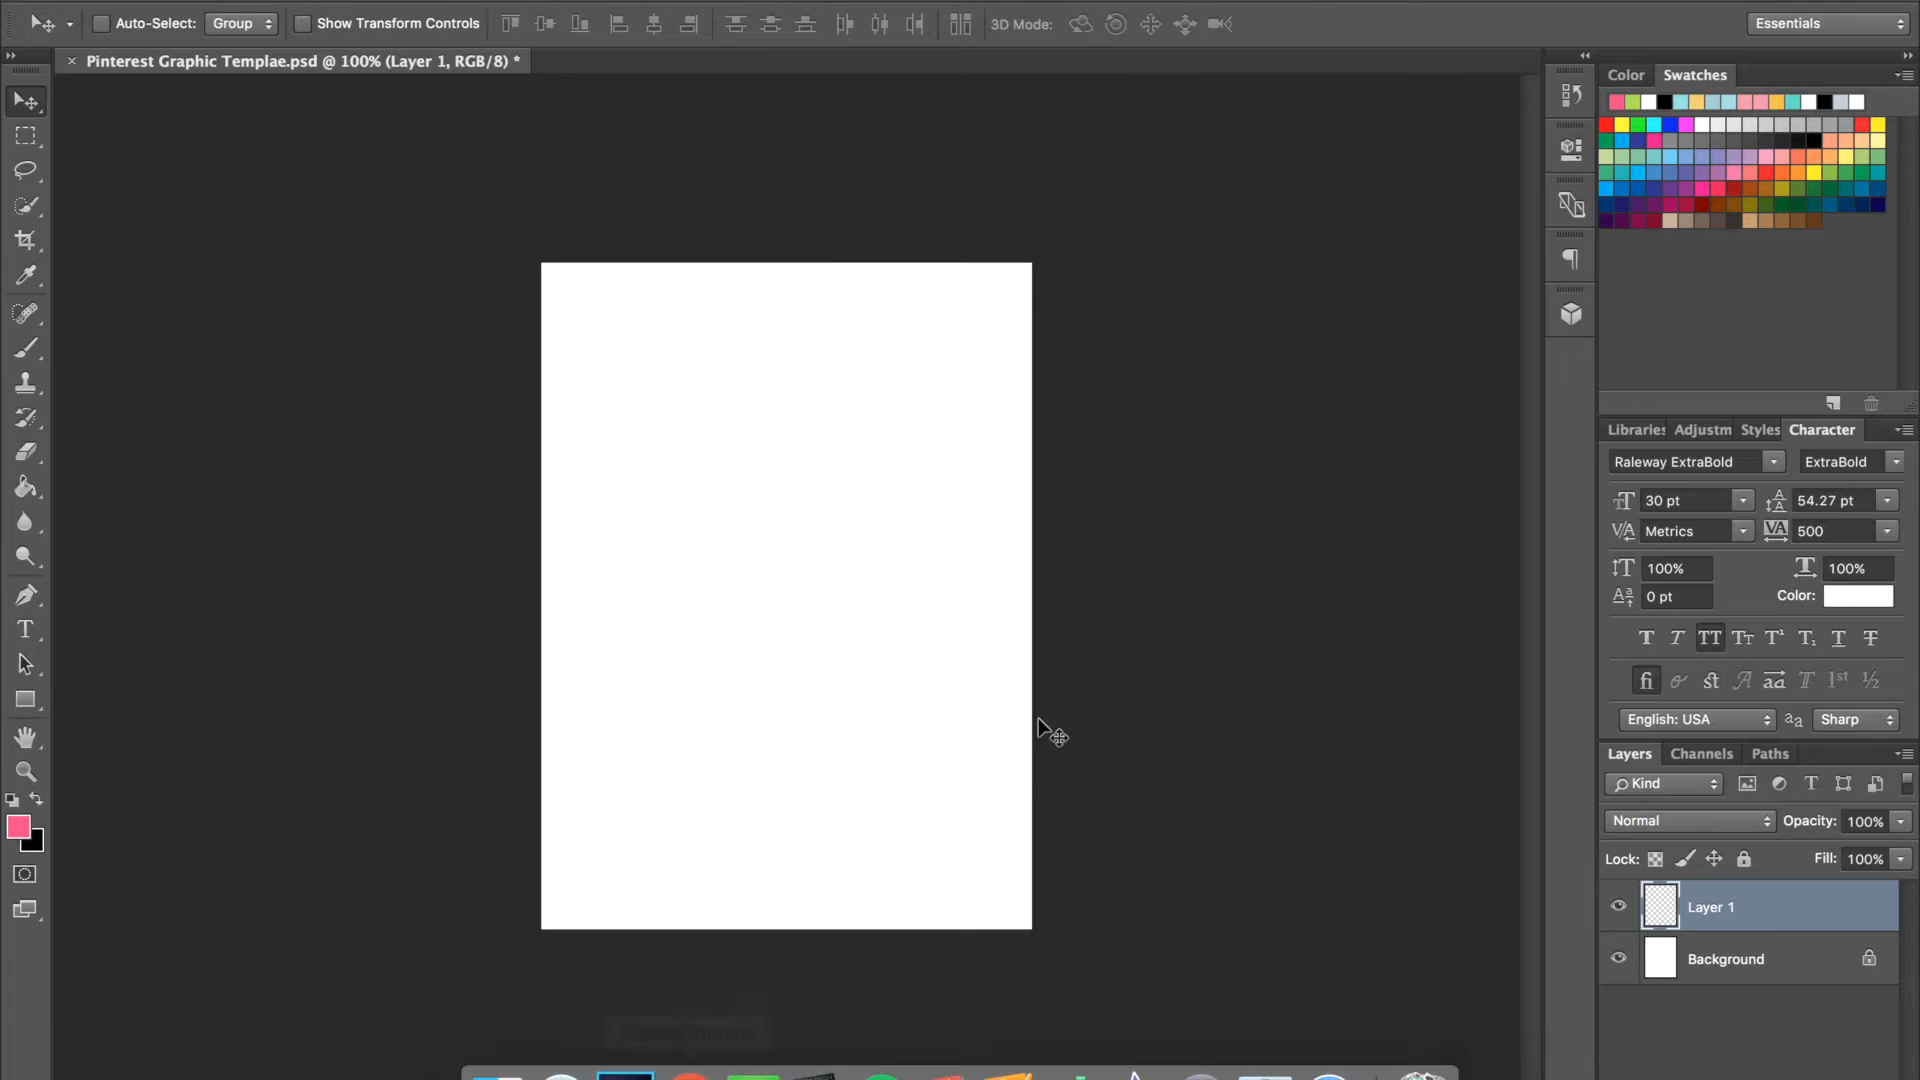 Auto-Select:
Group
Show Transform Controls
3D Mode:
Essentials
× Pinterest Graphic Templae.psd @ 100% (Layer 1, RGB/8) *
Color
Swatches
Libraries
Adjustm
Styles
Character
Raleway ExtraBold
ExtraBold
30 pt
54.27 pt
Metrics
500
100%
100%
0 pt
Color:
English: USA
Sharp
Layers
Channels
Paths
Kind
Normal
Opacity: 100%
Lock:
Fill: 100%
Layer 1
Background